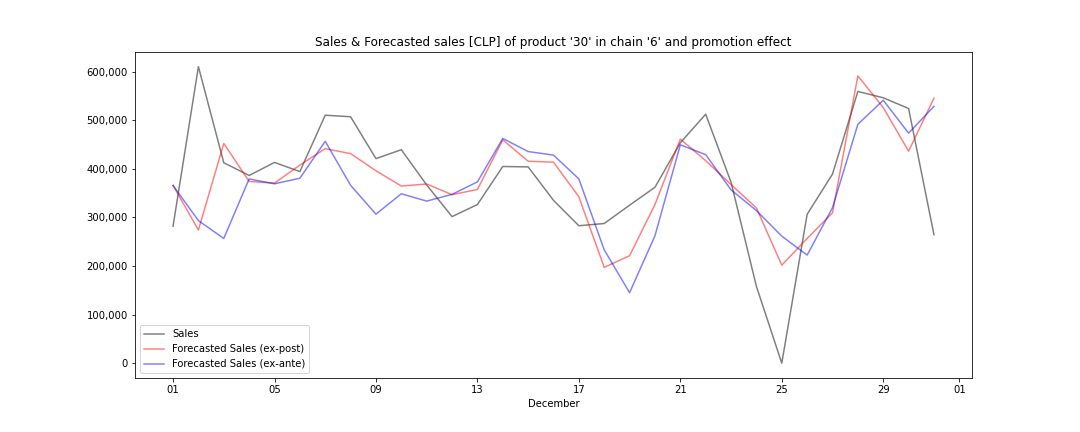 Sales & Forecasted sales [CLP] of product '30' in chain '6' and promotion effect
600,000
500,000
400,000
300,000
200,000
100,000
0
Sales
Forecasted Sales (ex-post)
Forecasted Sales (ex-ante)
01 05 09 13 17 21 25 29 01
December